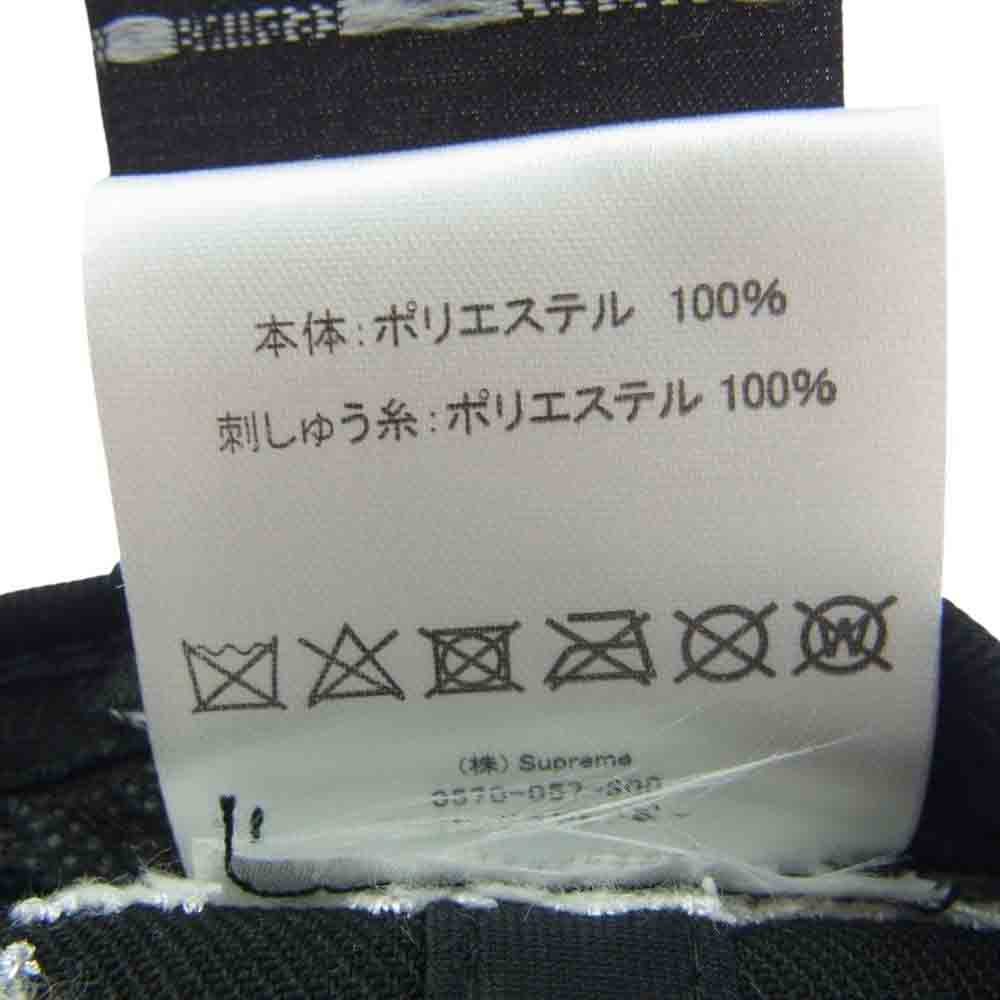 本体:ポリエステル 100%
刺しゅう糸:ポリエステル 100%
W
(株) Supreme